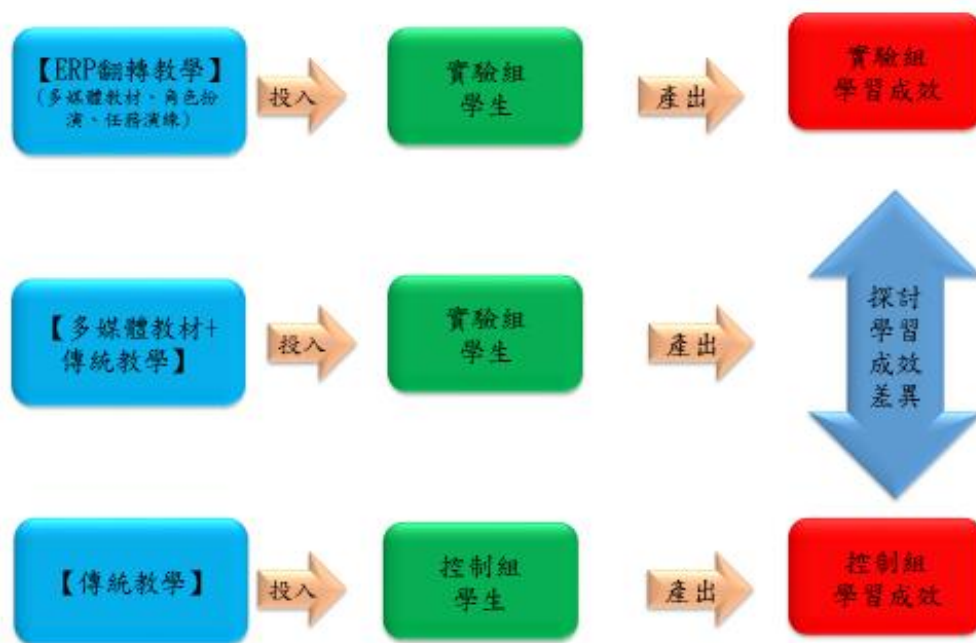 【ERP翻轉教學】
(多媒體教材、角色扮
演、任務演練)
投入
實驗組
學生
產出
實驗組
學習成效
【多媒體教材+
傳統教學】
投入
實驗組
學生
產出
探討
學習
成效
差異
【傳統教學】
投入
控制組
學生
產出
控制組
學習成效